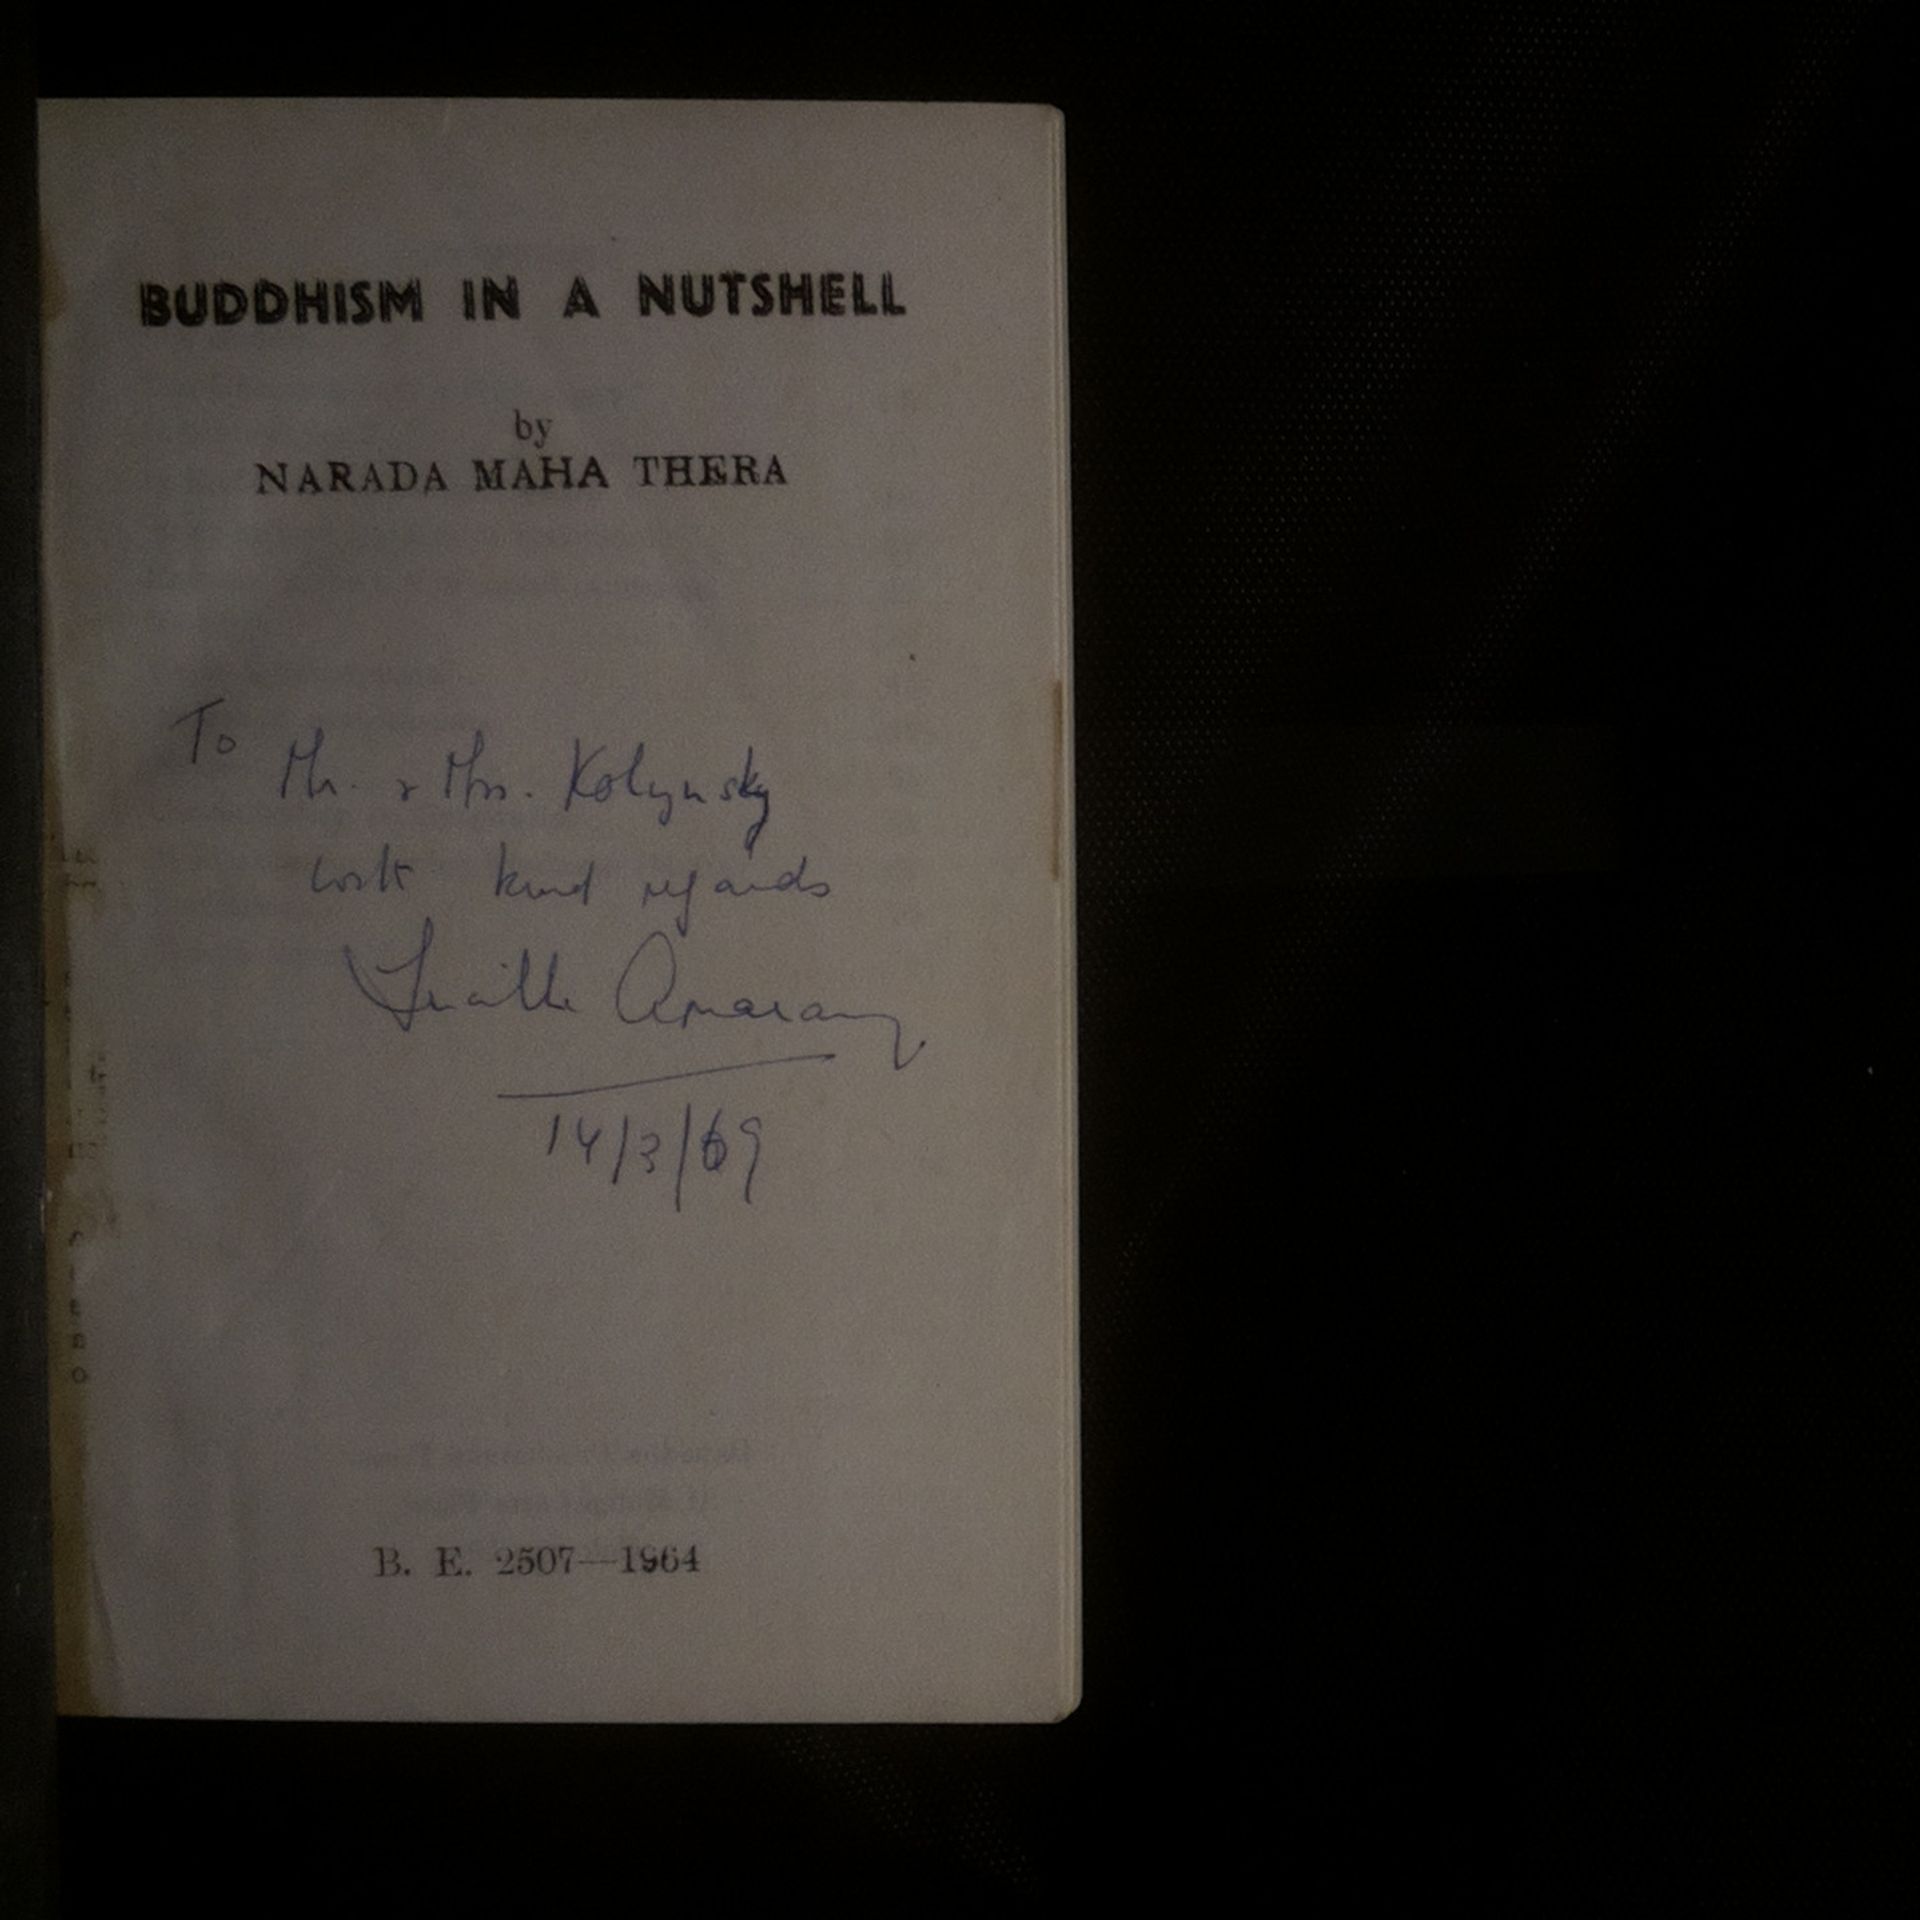 BUDDHISM IN A NUTSHELL
by
NARADA MAHA THERA
To
Mr. & Mrs. Kolynsky
with kind regards
Lucille
14/3/69
B. E. 2507—1964